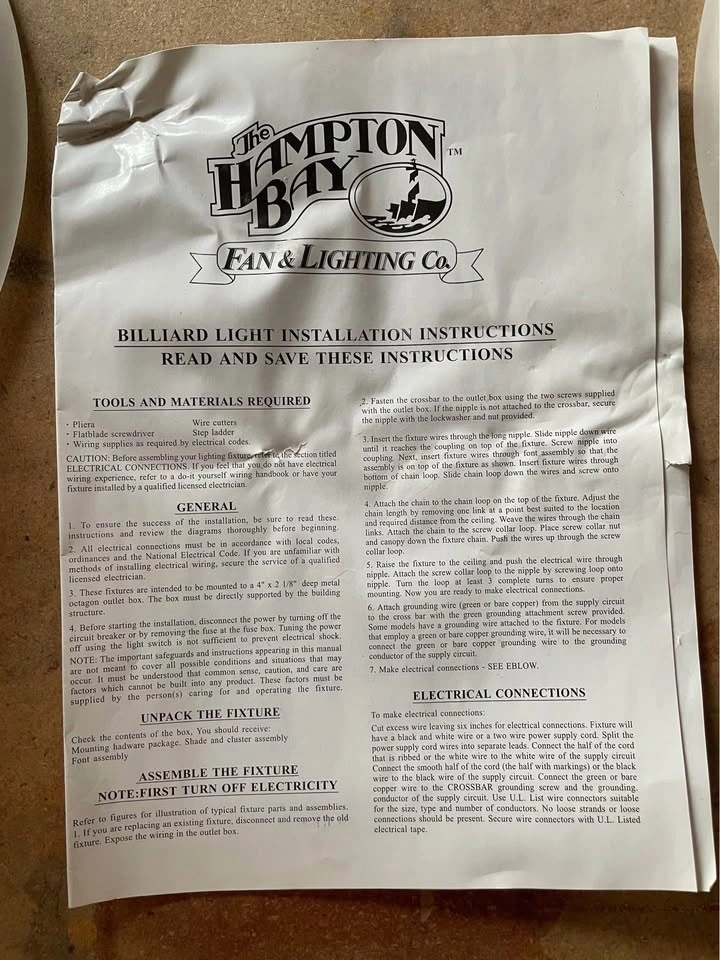 The
HAMPTON
BAY
TM
FAN & LIGHTING CO.
BILLIARD LIGHT INSTALLATION INSTRUCTIONS
READ AND SAVE THESE INSTRUCTIONS
TOOLS AND MATERIALS REQUIRED
· Pliera Wire cutters
· Flatblade screwdriver Step ladder
· Wiring supplies as required by electrical codes.
CAUTION: Before assembling your lighting fixture, refer to the section titled
ELECTRICAL CONNECTIONS. If you feel that you do not have electrical
wiring experience, refer to a do-it yourself wiring handbook or have your
fixture installed by a qualified licensed electrician.
GENERAL
1. To ensure the success of the installation, be sure to read these
instructions and review the diagrams thoroughly before beginning.
2. All electrical connections must be in accordance with local codes,
ordinances and the National Electrical Code. If you are unfamiliar with
methods of installing electrical wiring, secure the service of a qualified
licensed electrician.
3. These fixtures are intended to be mounted to a 4" x 2 1/8" deep metal
octagon outlet box. The box must be directly supported by the building
structure.
4. Before starting the installation, disconnect the power by turning off the
circuit breaker or by removing the fuse at the fuse box. Tuning the power
off using the light switch is not sufficient to prevent electrical shock.
NOTE: The important safeguards and instructions appearing in this manual
are not meant to cover all possible conditions and situations that may
occur. It must be understood that common sense, caution, and care are
factors which cannot be built into any product. These factors must be
supplied by the person(s) caring for and operating the fixture.
UNPACK THE FIXTURE
Check the contents of the box, You should receive:
Mounting hadware package. Shade and cluster assembly
Font assembly
ASSEMBLE THE FIXTURE
NOTE:FIRST TURN OFF ELECTRICITY
Refer to figures for illustration of typical fixture parts and assemblies.
1. If you are replacing an existing fixture, disconnect and remove the old
fixture. Expose the wiring in the outlet box.
2. Fasten the crossbar to the outlet box using the two screws supplied
with the outlet box. If the nipple is not attached to the crossbar, secure
the nipple with the lockwasher and nut provided.
3. Insert the fixture wires through the long nipple. Slide nipple down wire
until it reaches the coupling on top of the fixture. Screw nipple into
coupling. Next, insert fixture wires through font assembly so that the
assembly is on top of the fixture as shown. Insert fixture wires through
bottom of chain loop. Slide chain loop down the wires and screw onto
nipple.
4. Attach the chain to the chain loop on the top of the fixture. Adjust the
chain length by removing one link at a point best suited to the location
and required distance from the ceiling. Weave the wires through the chain
links. Attach the chain to the screw collar loop. Place screw collar nut
and canopy down the fixture chain. Push the wires up through the screw
collar loop.
5. Raise the fixture to the ceiling and push the electrical wire through
nipple. Attach the screw collar loop to the nipple by screwing loop onto
nipple. Turn the loop at least 3 complete turns to ensure proper
mounting. Now you are ready to make electrical connections.
6. Attach grounding wire (green or bare copper) from the supply circuit
to the cross bar with the green grounding attachment screw provided.
Some models have a grounding wire attached to the fixture. For models
that employ a green or bare copper grounding wire, it will be necessary to
connect the green or bare copper grounding wire to the grounding
conductor of the supply circuit.
7. Make electrical connections - SEE EBLOW.
ELECTRICAL CONNECTIONS
To make electrical connections:
Cut excess wire leaving six inches for electrical connections. Fixture will
have a black and white wire or a two wire power supply cord. Split the
power supply cord wires into separate leads. Connect the half of the cord
that is ribbed or the white wire to the white wire of the supply circuit
Connect the smooth half of the cord (the half with markings) or the black
wire to the black wire of the supply circuit. Connect the green or bare
copper wire to the CROSSBAR grounding screw and the grounding.
conductor of the supply circuit. Use U.L. List wire connectors suitable
for the size, type and number of conductors. No loose strands or loose
connections should be present. Secure wire connectors with U.L. Listed
electrical tape.